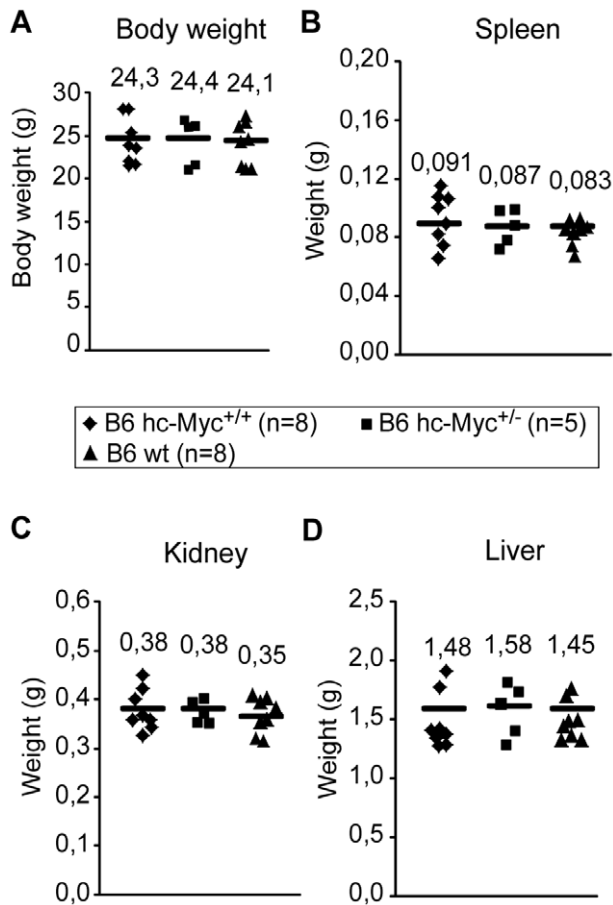 A Body weight
24,3 24,4 24,1
Body weight (g)
30
25
20
15
10
5
0
B Spleen
0,091 0,087 0,083
Weight (g)
0,20
0,16
0,12
0,08
0,04
0,00
◆ B6 hc-Myc+/+ (n=8) ■ B6 hc-Myc+/- (n=5)
▲ B6 wt (n=8)
C Kidney
0,38 0,38 0,35
Weight (g)
0,6
0,5
0,4
0,3
0,2
0,1
0,0
D Liver
1,48 1,58 1,45
Weight (g)
2,5
2,0
1,5
1,0
0,5
0,0